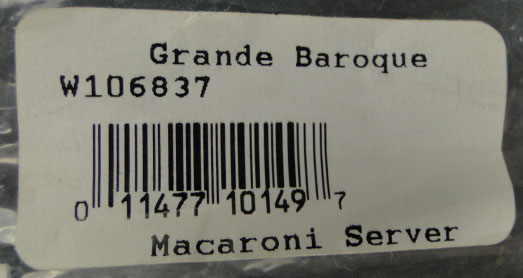 Grande Baroque
W106837
0 11477 10149 7
Macaroni Server